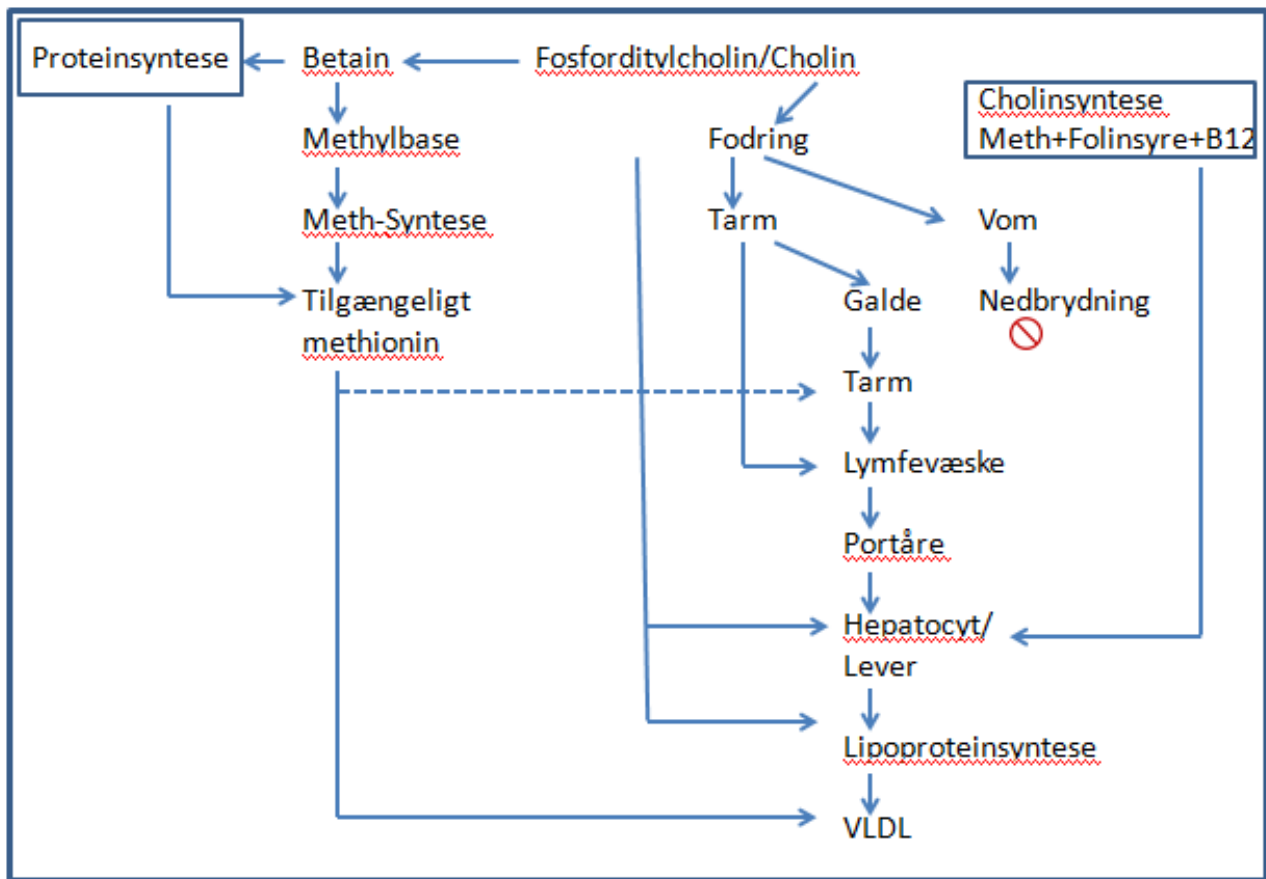 Proteinsyntese
Betain
Fosforditylcholin/Cholin
Cholinsyntese
Meth+Folinsyre+B12
Methylbase
Fodring
Meth-Syntese
Tarm
Vom
Tilgængeligt
methionin
Galde
Nedbrydning
Tarm
Lymfevæske
Portåre
Hepatocyt/
Lever
Lipoproteinsyntese
VLDL